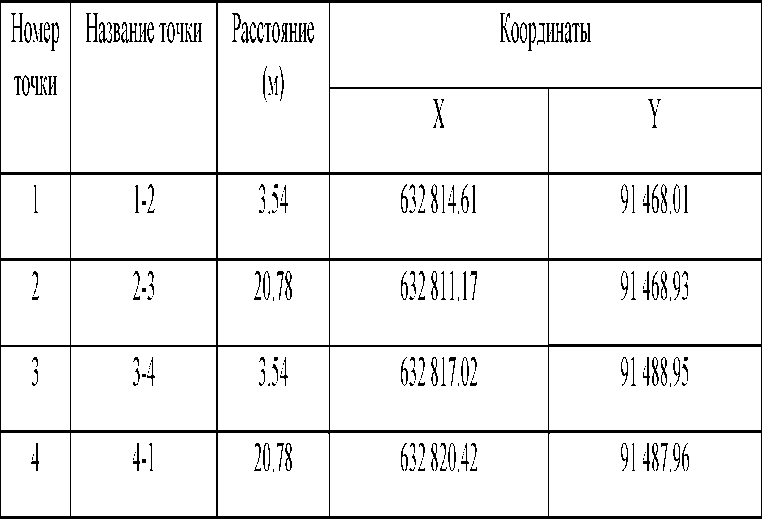 Номер Название точки Расстояние Координаты
точки (м)
X Y
1 1-2 3,54 632 814,61 91 468,01
2 2-3 20,78 632 811,17 91 468,93
3 3-4 3,54 632 817,02 91 488,95
4 4-1 20,78 632 820,42 91 487,96